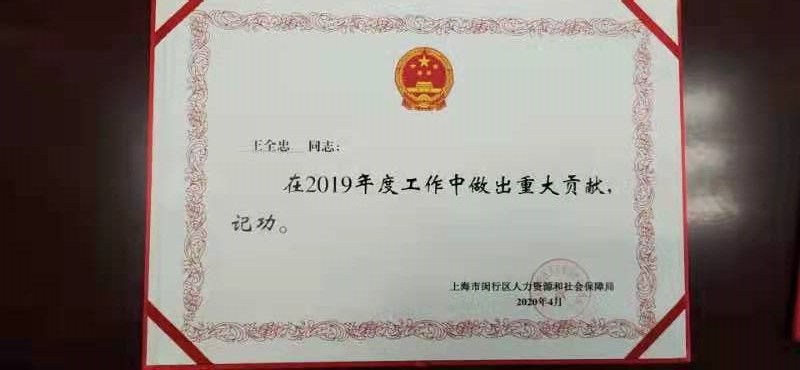 王全忠 同志：
在2019年度工作中做出重大贡献，
记功。
上海市闵行区人力资源和社会保障局
2020年4月